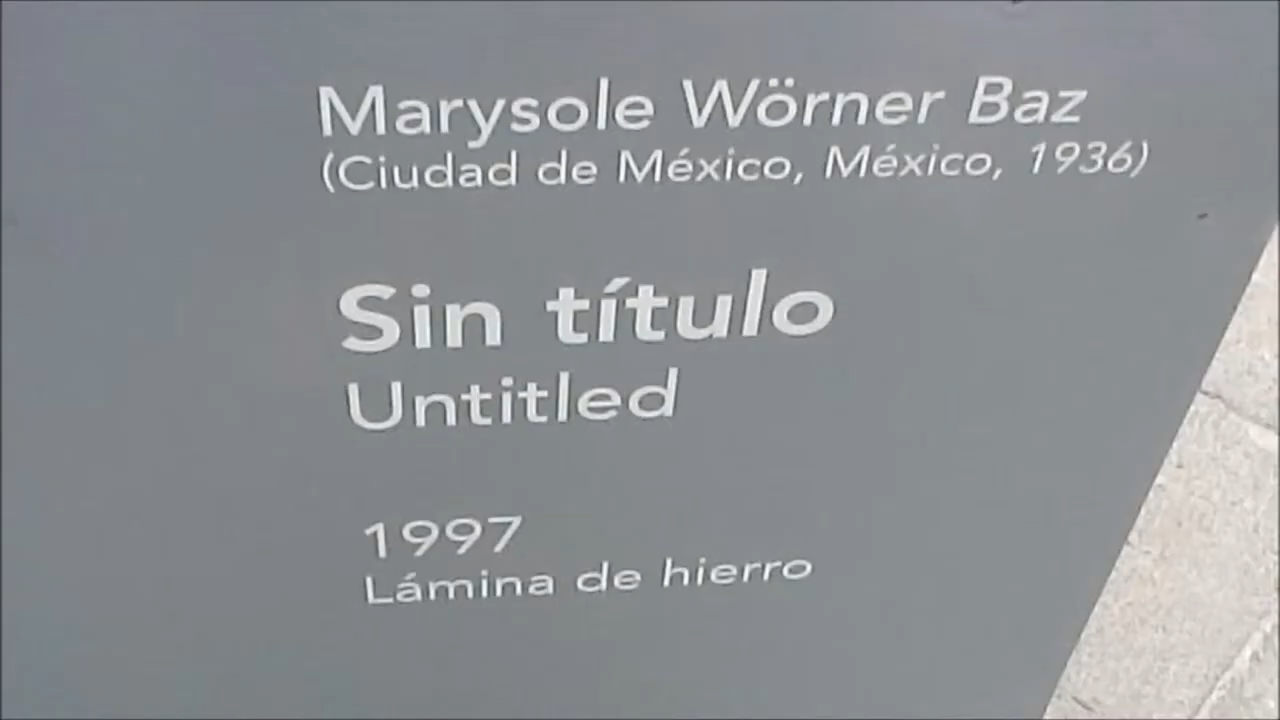 Marysole Wörner Baz
(Ciudad de México, México, 1936)
Sin título
Untitled
1997
Lámina de hierro